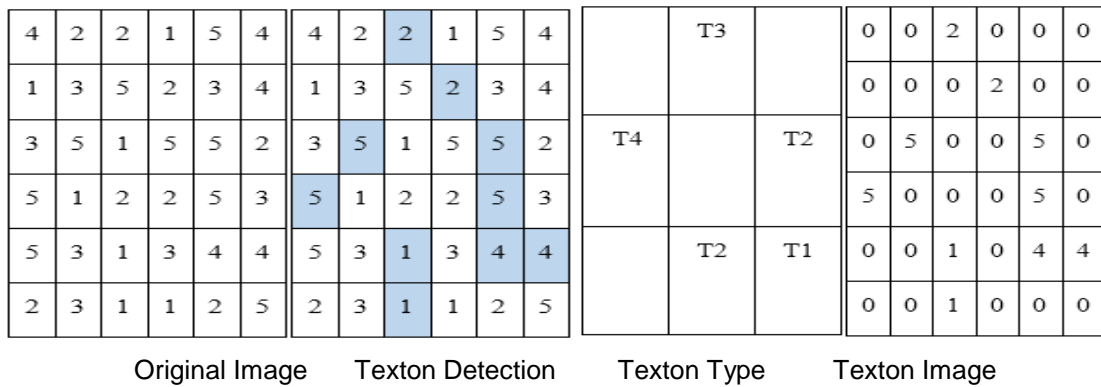 4 2 2 1 5 4 4 2 2 1 5 4 T3 0 0 2 0 0 0
1 3 5 2 3 4 1 3 5 2 3 4 0 0 0 2 0 0
3 5 1 5 5 2 3 5 1 5 5 2 T4 T2 0 5 0 0 5 0
5 1 2 2 5 3 5 1 2 2 5 3 5 0 0 0 5 0
5 3 1 3 4 4 5 3 1 3 4 4 T2 T1 0 0 1 0 4 4
2 3 1 1 2 5 2 3 1 1 2 5 0 0 1 0 0 0
Original Image Texton Detection Texton Type Texton Image